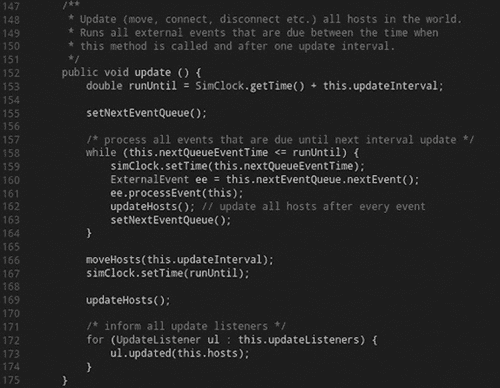 147 /**
148 * Update (move, connect, disconnect etc.) all hosts in the world.
149 * Runs all external events that are due between the time when
150 * this method is called and after one update interval.
151 */
152 public void update () {
153 double runUntil = SimClock.getTime() + this.updateInterval;
154
155 setNextEventQueue();
156
157 /* process all events that are due until next interval update */
158 while (this.nextQueueEventTime <= runUntil) {
159 simClock.setTime(this.nextQueueEventTime);
160 ExternalEvent ee = this.nextEventQueue.nextEvent();
161 ee.processEvent(this);
162 updateHosts(); // update all hosts after every event
163 setNextEventQueue();
164 }
165
166 moveHosts(this.updateInterval);
167 simClock.setTime(runUntil);
168
169 updateHosts();
170
171 /* inform all update listeners */
172 for (UpdateListener ul : this.updateListeners) {
173 ul.updated(this.hosts);
174 }
175 }